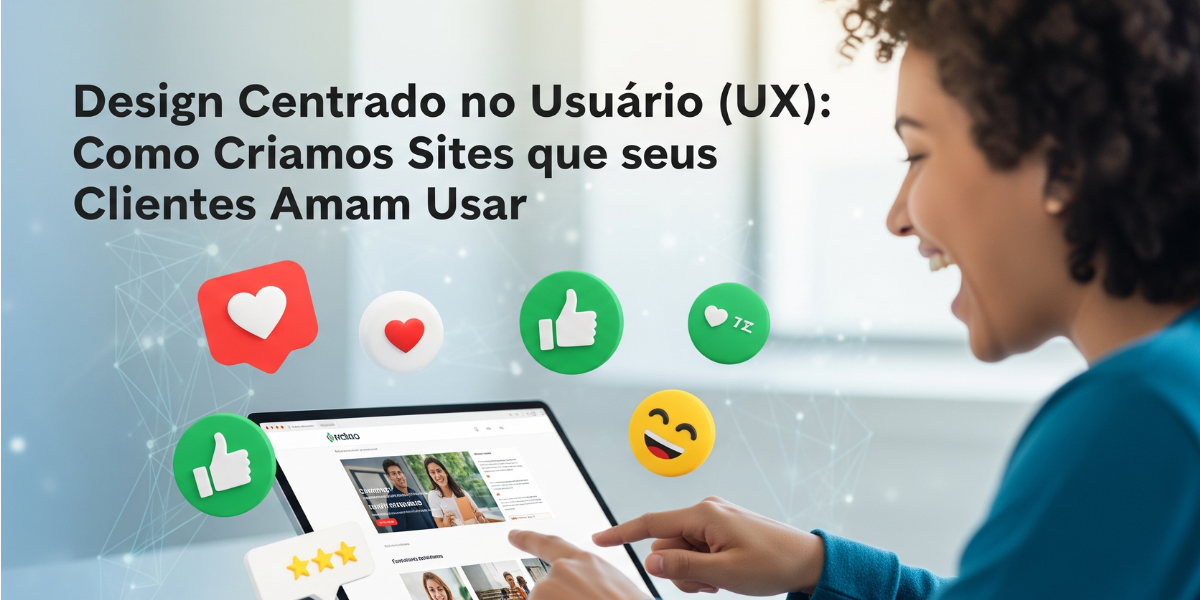 Design Centrado no Usuário (UX):
Como Criamos Sites que seus
Clientes Amam Usar